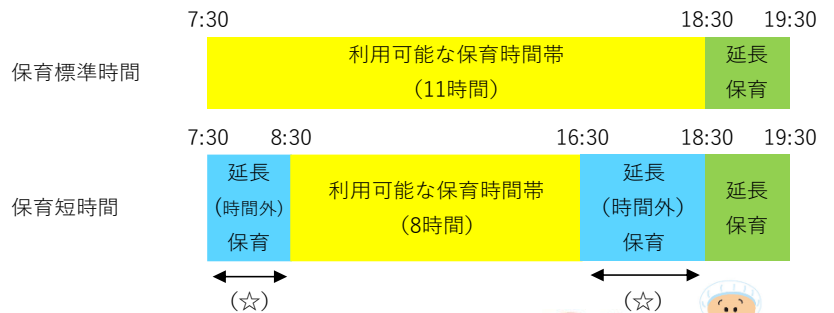 7:30 18:30 19:30
保育標準時間
利用可能な保育時間帯
(11時間)
延長
保育
7:30 8:30 16:30 18:30 19:30
保育短時間
延長
(時間外)
保育
利用可能な保育時間帯
(8時間)
延長
(時間外)
保育
延長
保育
(☆) (☆)